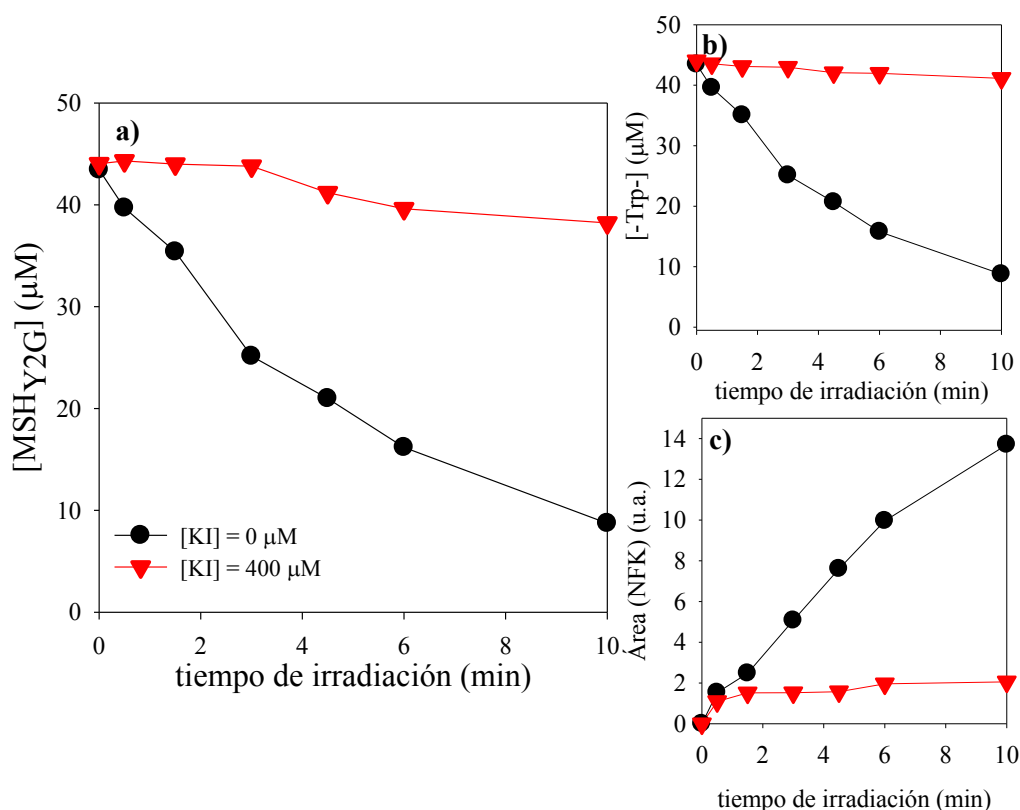 a)
[MSHY2G] (μM)
50
40
30
20
10
0
[KI] = 0 μM
[KI] = 400 μM
0 2 4 6 8 10
tiempo de irradiación (min)
b)
[-Trp-] (μM)
50
40
30
20
10
0
0 2 4 6 8 10
tiempo de irradiación (min)
c)
Area (NFK) (u.a.)
14
12
10
8
6
4
2
0
0 2 4 6 8 10
tiempo de irradiación (min)